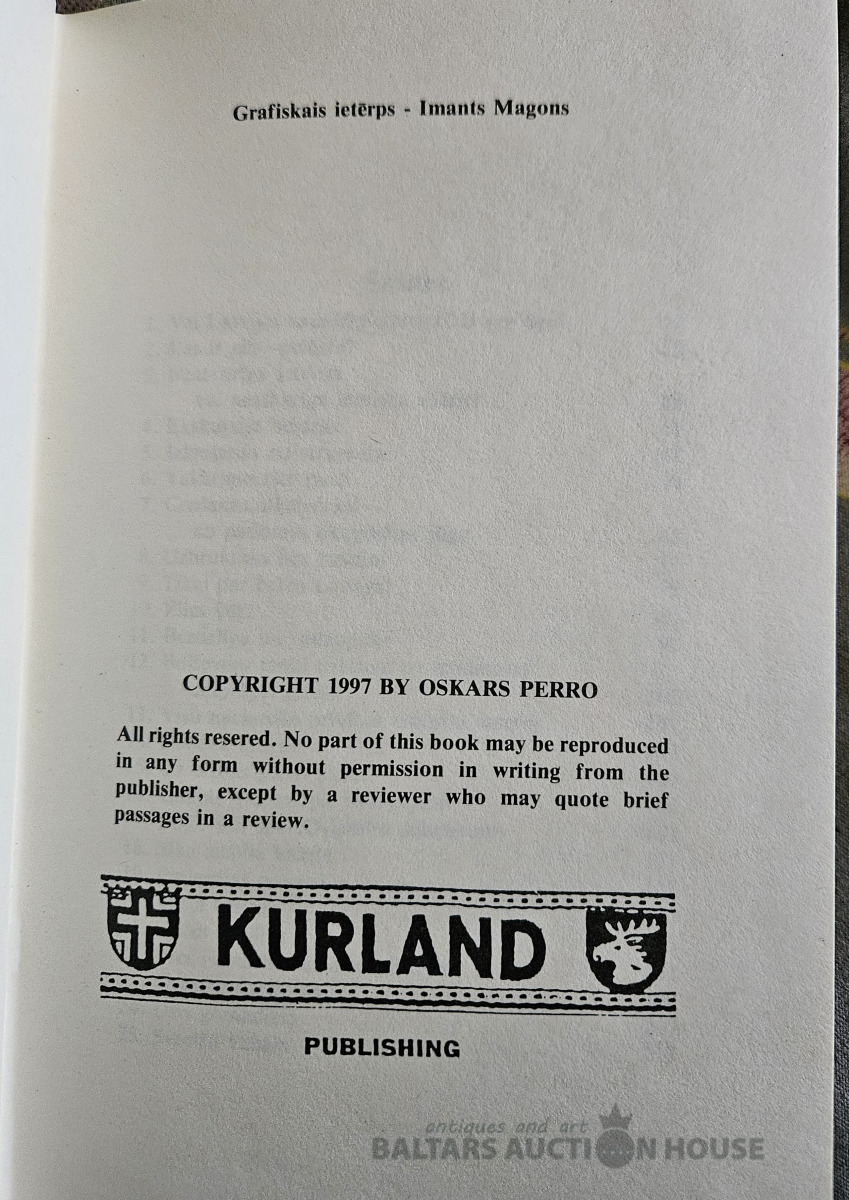 Grafiskais ietērps - Imants Magons
COPYRIGHT 1997 BY OSKARS PERRO
All rights resered. No part of this book may be reproduced
in any form without permission in writing from the
publisher, except by a reviewer who may quote brief
passages in a review.
KURLAND
PUBLISHING
antiques and art
BALTARS AUCTION HOUSE